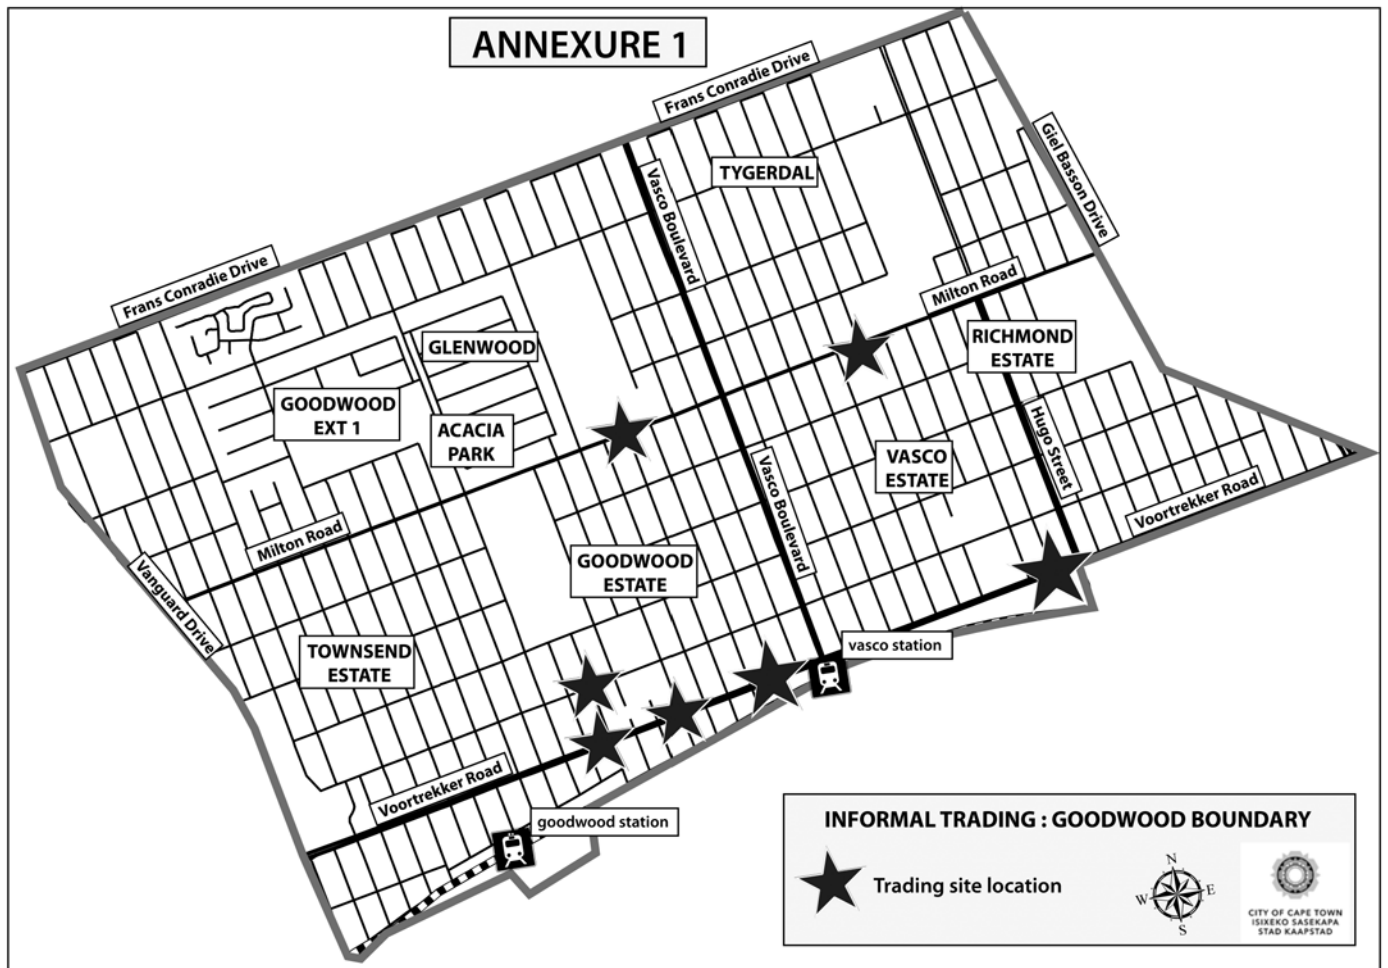 ANNEXURE 1
Frans Conradie Drive
Giel Basson Drive
TYGERDAL
Vasco Boulevard
Frans Conradie Drive
Milton Road
GLENWOOD
RICHMOND
ESTATE
GOODWOOD
EXT 1
ACACIA
PARK
Hugo Street
VASCO
ESTATE
Vasco Boulevard
Voortrekker Road
Milton Road
GOODWOOD
ESTATE
Vanguard Drive
TOWNSEND
ESTATE
vasco station
Voortrekker Road
goodwood station
INFORMAL TRADING : GOODWOOD BOUNDARY
Trading site location
N
W
E
S
CITY OF CAPE TOWN
ISIXEKO SASEKAPA
STAD KAAPSTAD